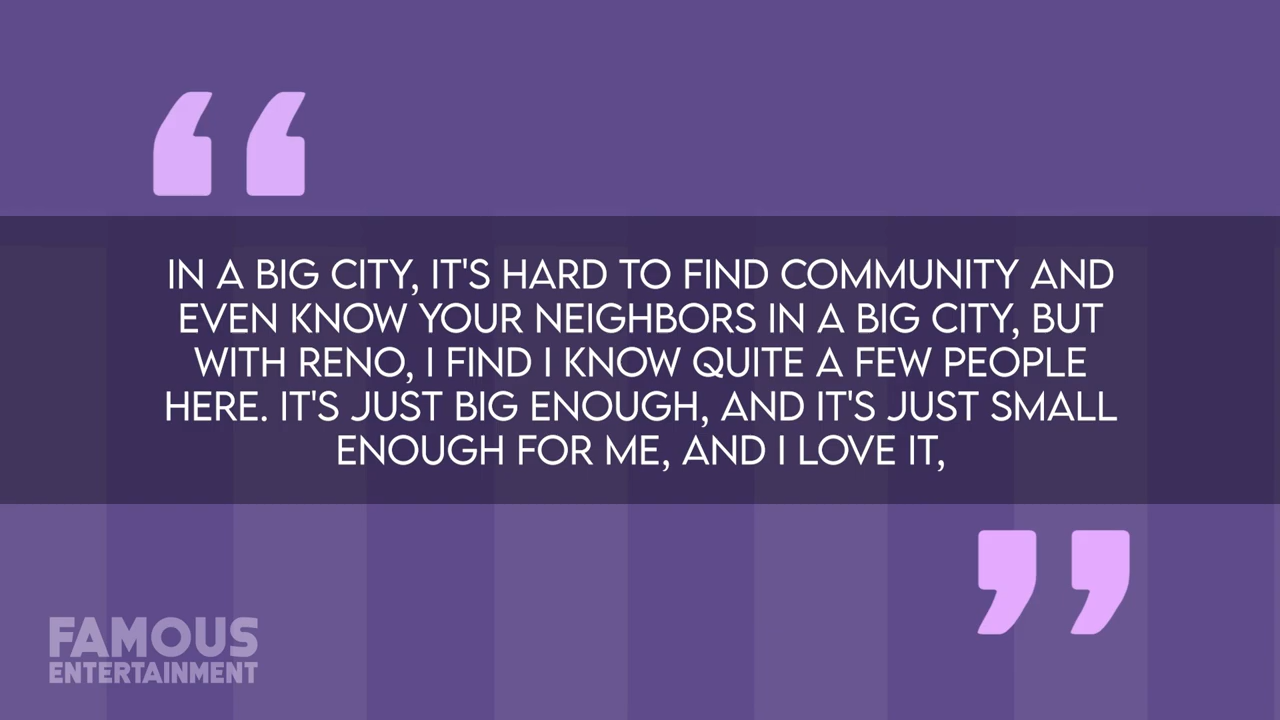 IN A BIG CITY, IT'S HARD TO FIND COMMUNITY AND
EVEN KNOW YOUR NEIGHBORS IN A BIG CITY, BUT
WITH RENO, I FIND I KNOW QUITE A FEW PEOPLE
HERE. IT'S JUST BIG ENOUGH, AND IT'S JUST SMALL
ENOUGH FOR ME, AND I LOVE IT,
FAMOUS
ENTERTAINMENT